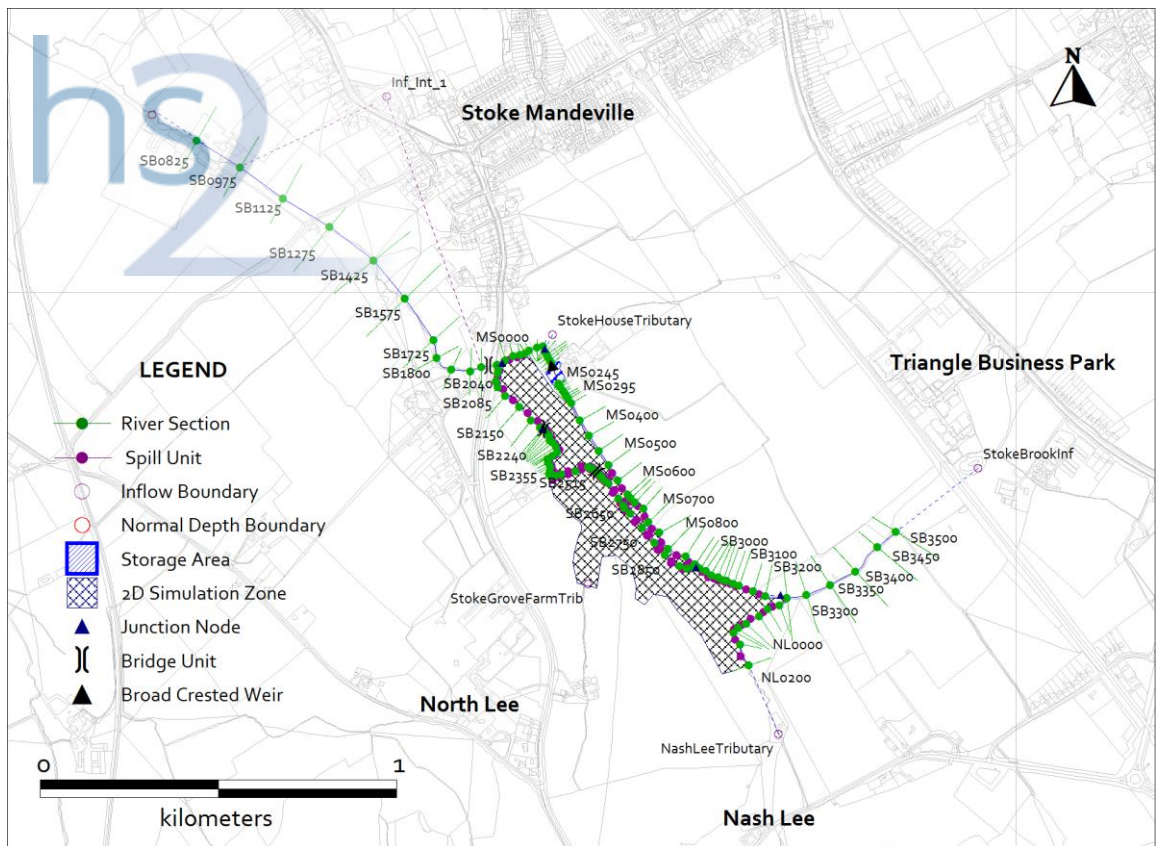 hs2
N
Inf_Int_1
Stoke Mandeville
SB0825
SB0975
SB1125
SB1275
SB1425
SB1575
StokeHouseTributary
MS0000
SB1725
SB1800
Triangle Business Park
LEGEND
MS0245
SB2040
MS0295
SB2085
MS0400
River Section
SB2150
MS0500
SB2240
StokeBrookInf
Spill Unit
MS0600
SB2355
SB2515
Inflow Boundary
MS0700
SB2650
Normal Depth Boundary
MS0800
SB3000
SB3500
SB2750
SB3100
SB3450
Storage Area
SB3200
SB2850
SB3400
SB3350
2D Simulation Zone
StokeGroveFarmTrib
SB3300
Junction Node
NL0000
Bridge Unit
NL0200
Broad Crested Weir
North Lee
NashLeeTributary
0 1
kilometers
Nash Lee